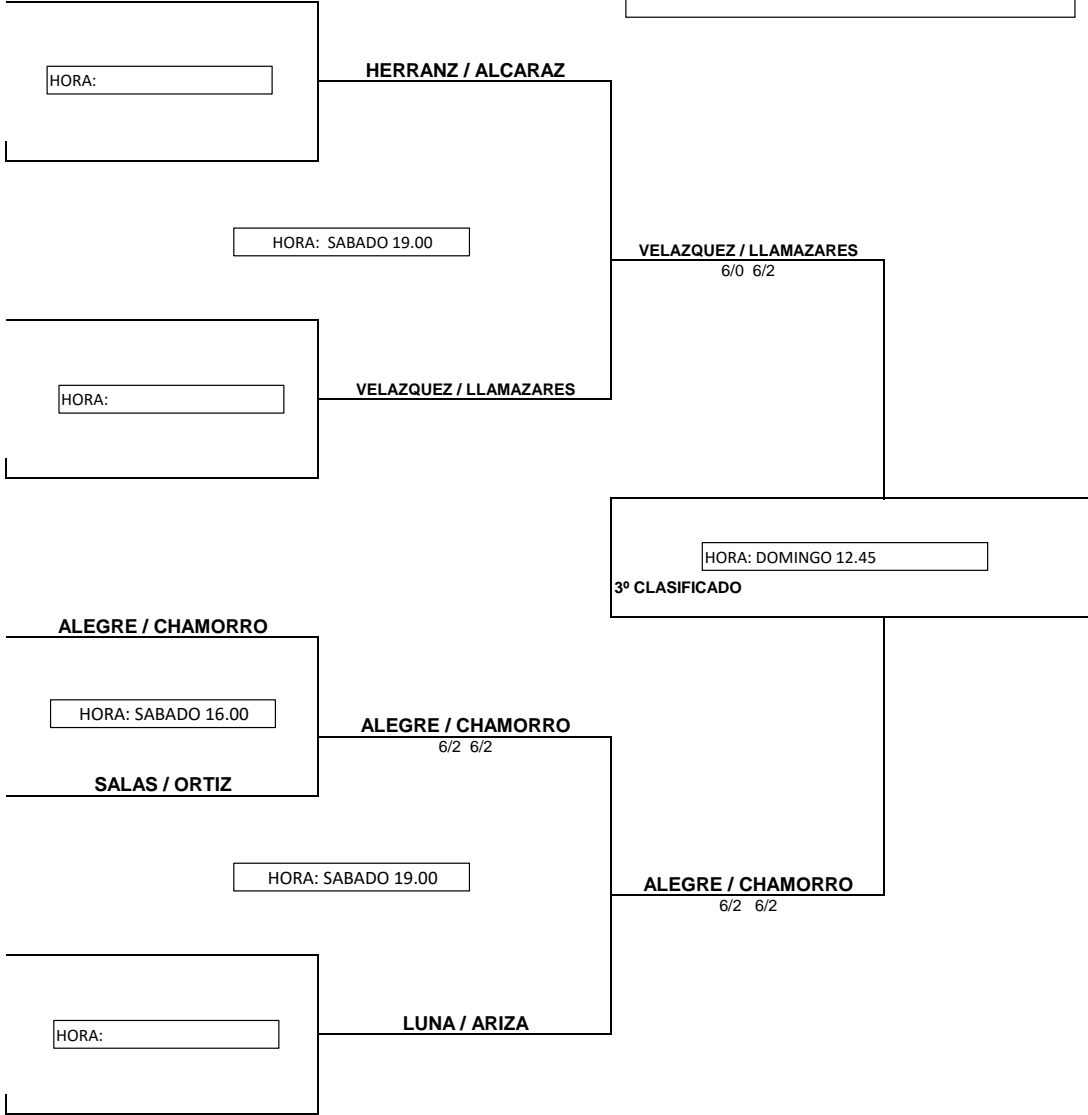 HERRANZ / ALCARAZ
HORA:
HORA: SABADO 19.00
VELAZQUEZ / LLAMAZARES
6/0 6/2
VELAZQUEZ / LLAMAZARES
HORA:
HORA: DOMINGO 12.45
3º CLASIFICADO
ALEGRE / CHAMORRO
HORA: SABADO 16.00
ALEGRE / CHAMORRO
6/2 6/2
SALAS / ORTIZ
HORA: SABADO 19.00
ALEGRE / CHAMORRO
6/2 6/2
LUNA / ARIZA
HORA: